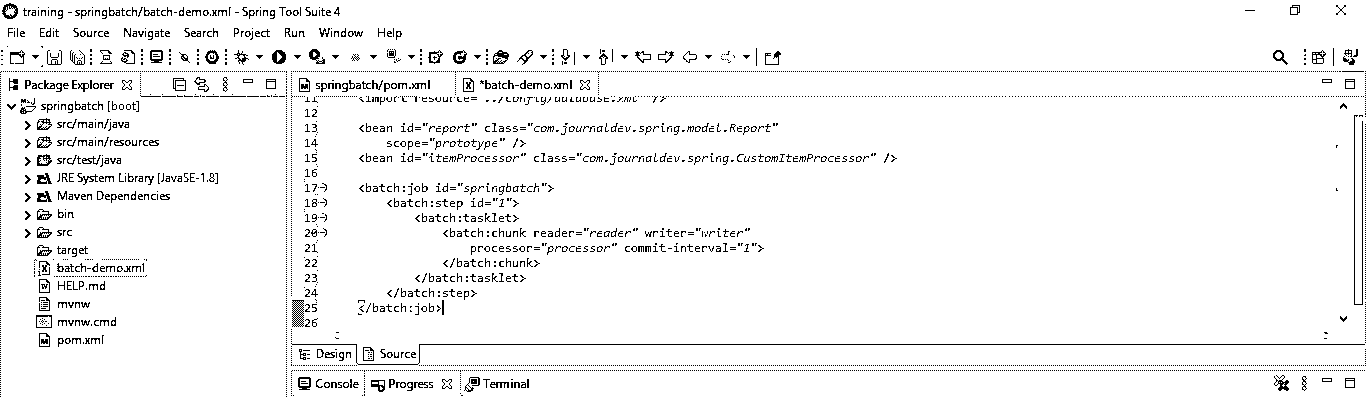 training - springbatch/batch-demo.xml - Spring Tool Suite 4
File Edit Source Navigate Search Project Run Window Help
Package Explorer
springbatch [boot]
src/main/java
src/main/resources
src/test/java
JRE System Library [JavaSE-1.8]
Maven Dependencies
bin
src
target
batch-demo.xml
HELP.md
mvnw
mvnw.cmd
pom.xml
springbatch/pom.xml *batch-demo.xml
11 <import resource="../config/database.xml" />
12
13 <bean id="report" class="com.journaldev.spring.model.Report"
14 scope="prototype" />
15 <bean id="itemProcessor" class="com.journaldev.spring.CustomItemProcessor" />
16
17 <batch:job id="springbatch">
18 <batch:step id="1">
19 <batch:tasklet>
20 <batch:chunk reader="reader" writer="writer"
21 processor="processor" commit-interval="1">
22 </batch:chunk>
23 </batch:tasklet>
24 </batch:step>
25 </batch:job>
26
Design Source
Console Progress Terminal